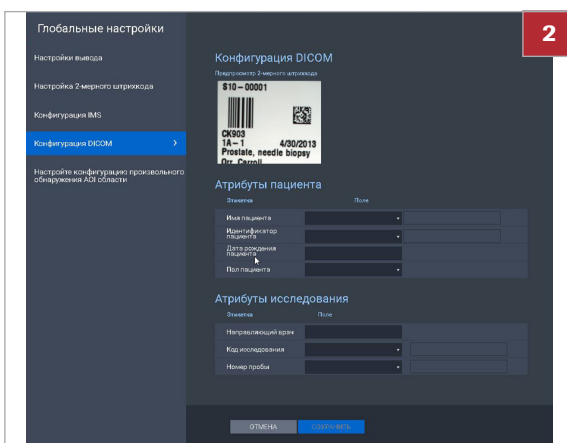 Глобальные настройки
2
Настройки вывода
Настройка 2-мерного штрихкода
Конфигурация IMS
Конфигурация DICOM
Настройте конфигурацию произвольного
обнаружения AOI области
Конфигурация DICOM
Предпросмотр 2-мерного штрихкода
S10-00001
CK903
1A-1 4/30/2013
Prostate, needle biopsy
Orr, Carroll
Атрибуты пациента
Этикетка Поле
Имя пациента
Идентификатор
пациента
Дата рождения
пациента
Пол пациента
Атрибуты исследования
Этикетка Поле
Направляющий врач
Код исследования
Номер пробы
ОТМЕНА СОХРАНИТЬ